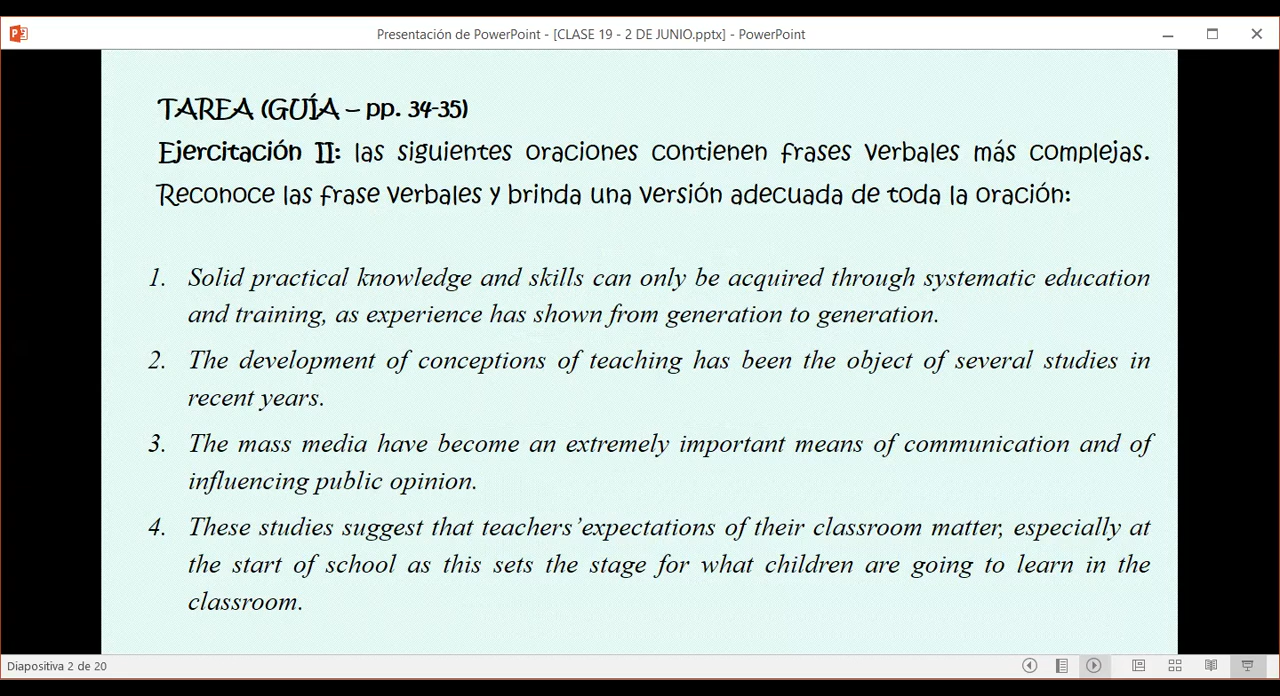 Presentación de PowerPoint - [CLASE 19 - 2 DE JUNIO.pptx] - PowerPoint
TAREA (GUÍA – pp. 34-35)
Ejercitación II: las siguientes oraciones contienen frases verbales más complejas.
Reconoce las frase verbales y brinda una versión adecuada de toda la oración:
1. Solid practical knowledge and skills can only be acquired through systematic education
and training, as experience has shown from generation to generation.
2. The development of conceptions of teaching has been the object of several studies in
recent years.
3. The mass media have become an extremely important means of communication and of
influencing public opinion.
4. These studies suggest that teachers’expectations of their classroom matter, especially at
the start of school as this sets the stage for what children are going to learn in the
classroom.
Diapositiva 2 de 20